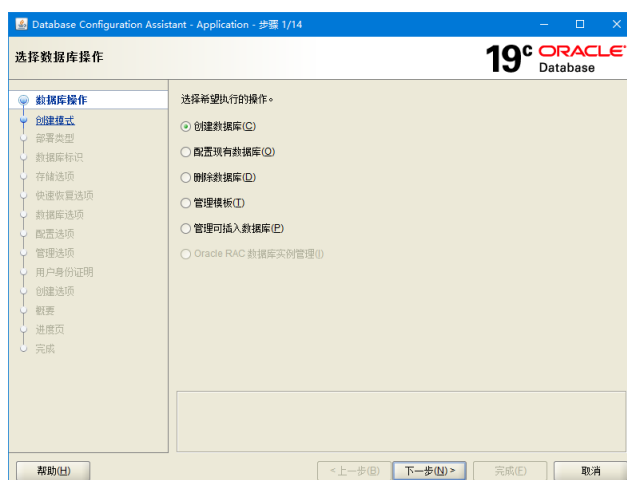 Database Configuration Assistant - Application - 步骤 1/14
选择数据库操作
19c ORACLE
Database
数据库操作
创建模式
部署类型
数据库标识
存储选项
快速恢复选项
数据库选项
配置选项
管理选项
用户身份证明
创建选项
概要
进度页
完成
选择希望执行的操作。
创建数据库(C)
配置现有数据库(O)
删除数据库(D)
管理模板(T)
管理可插入数据库(P)
Oracle RAC 数据库实例管理(I)
帮助(H)
<上一步(B)
下一步(N)>
完成(F)
取消